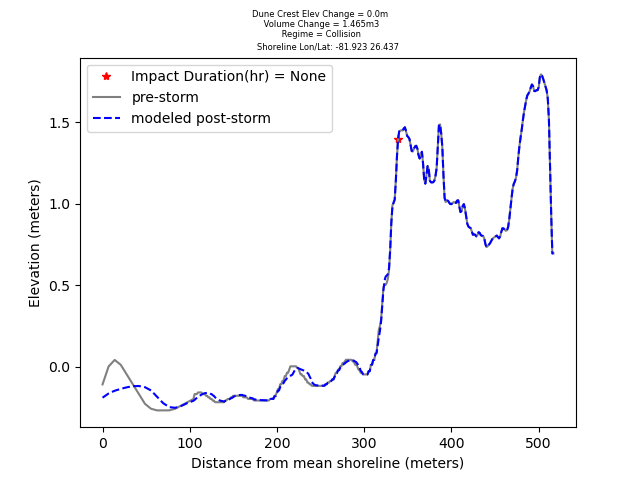 Dune Crest Elev Change = 0.0m
Volume Change = 1.465m
Regime = Collision
Shoreline Lon/Lat: -81.923 26.437
Impact Duration(hr) = None
pre-storm
modeled post-storm
Elevation (meters)
1.5
1.0
0.5
0.0
0 100 200 300 400 500
Distance from mean shoreline (meters)